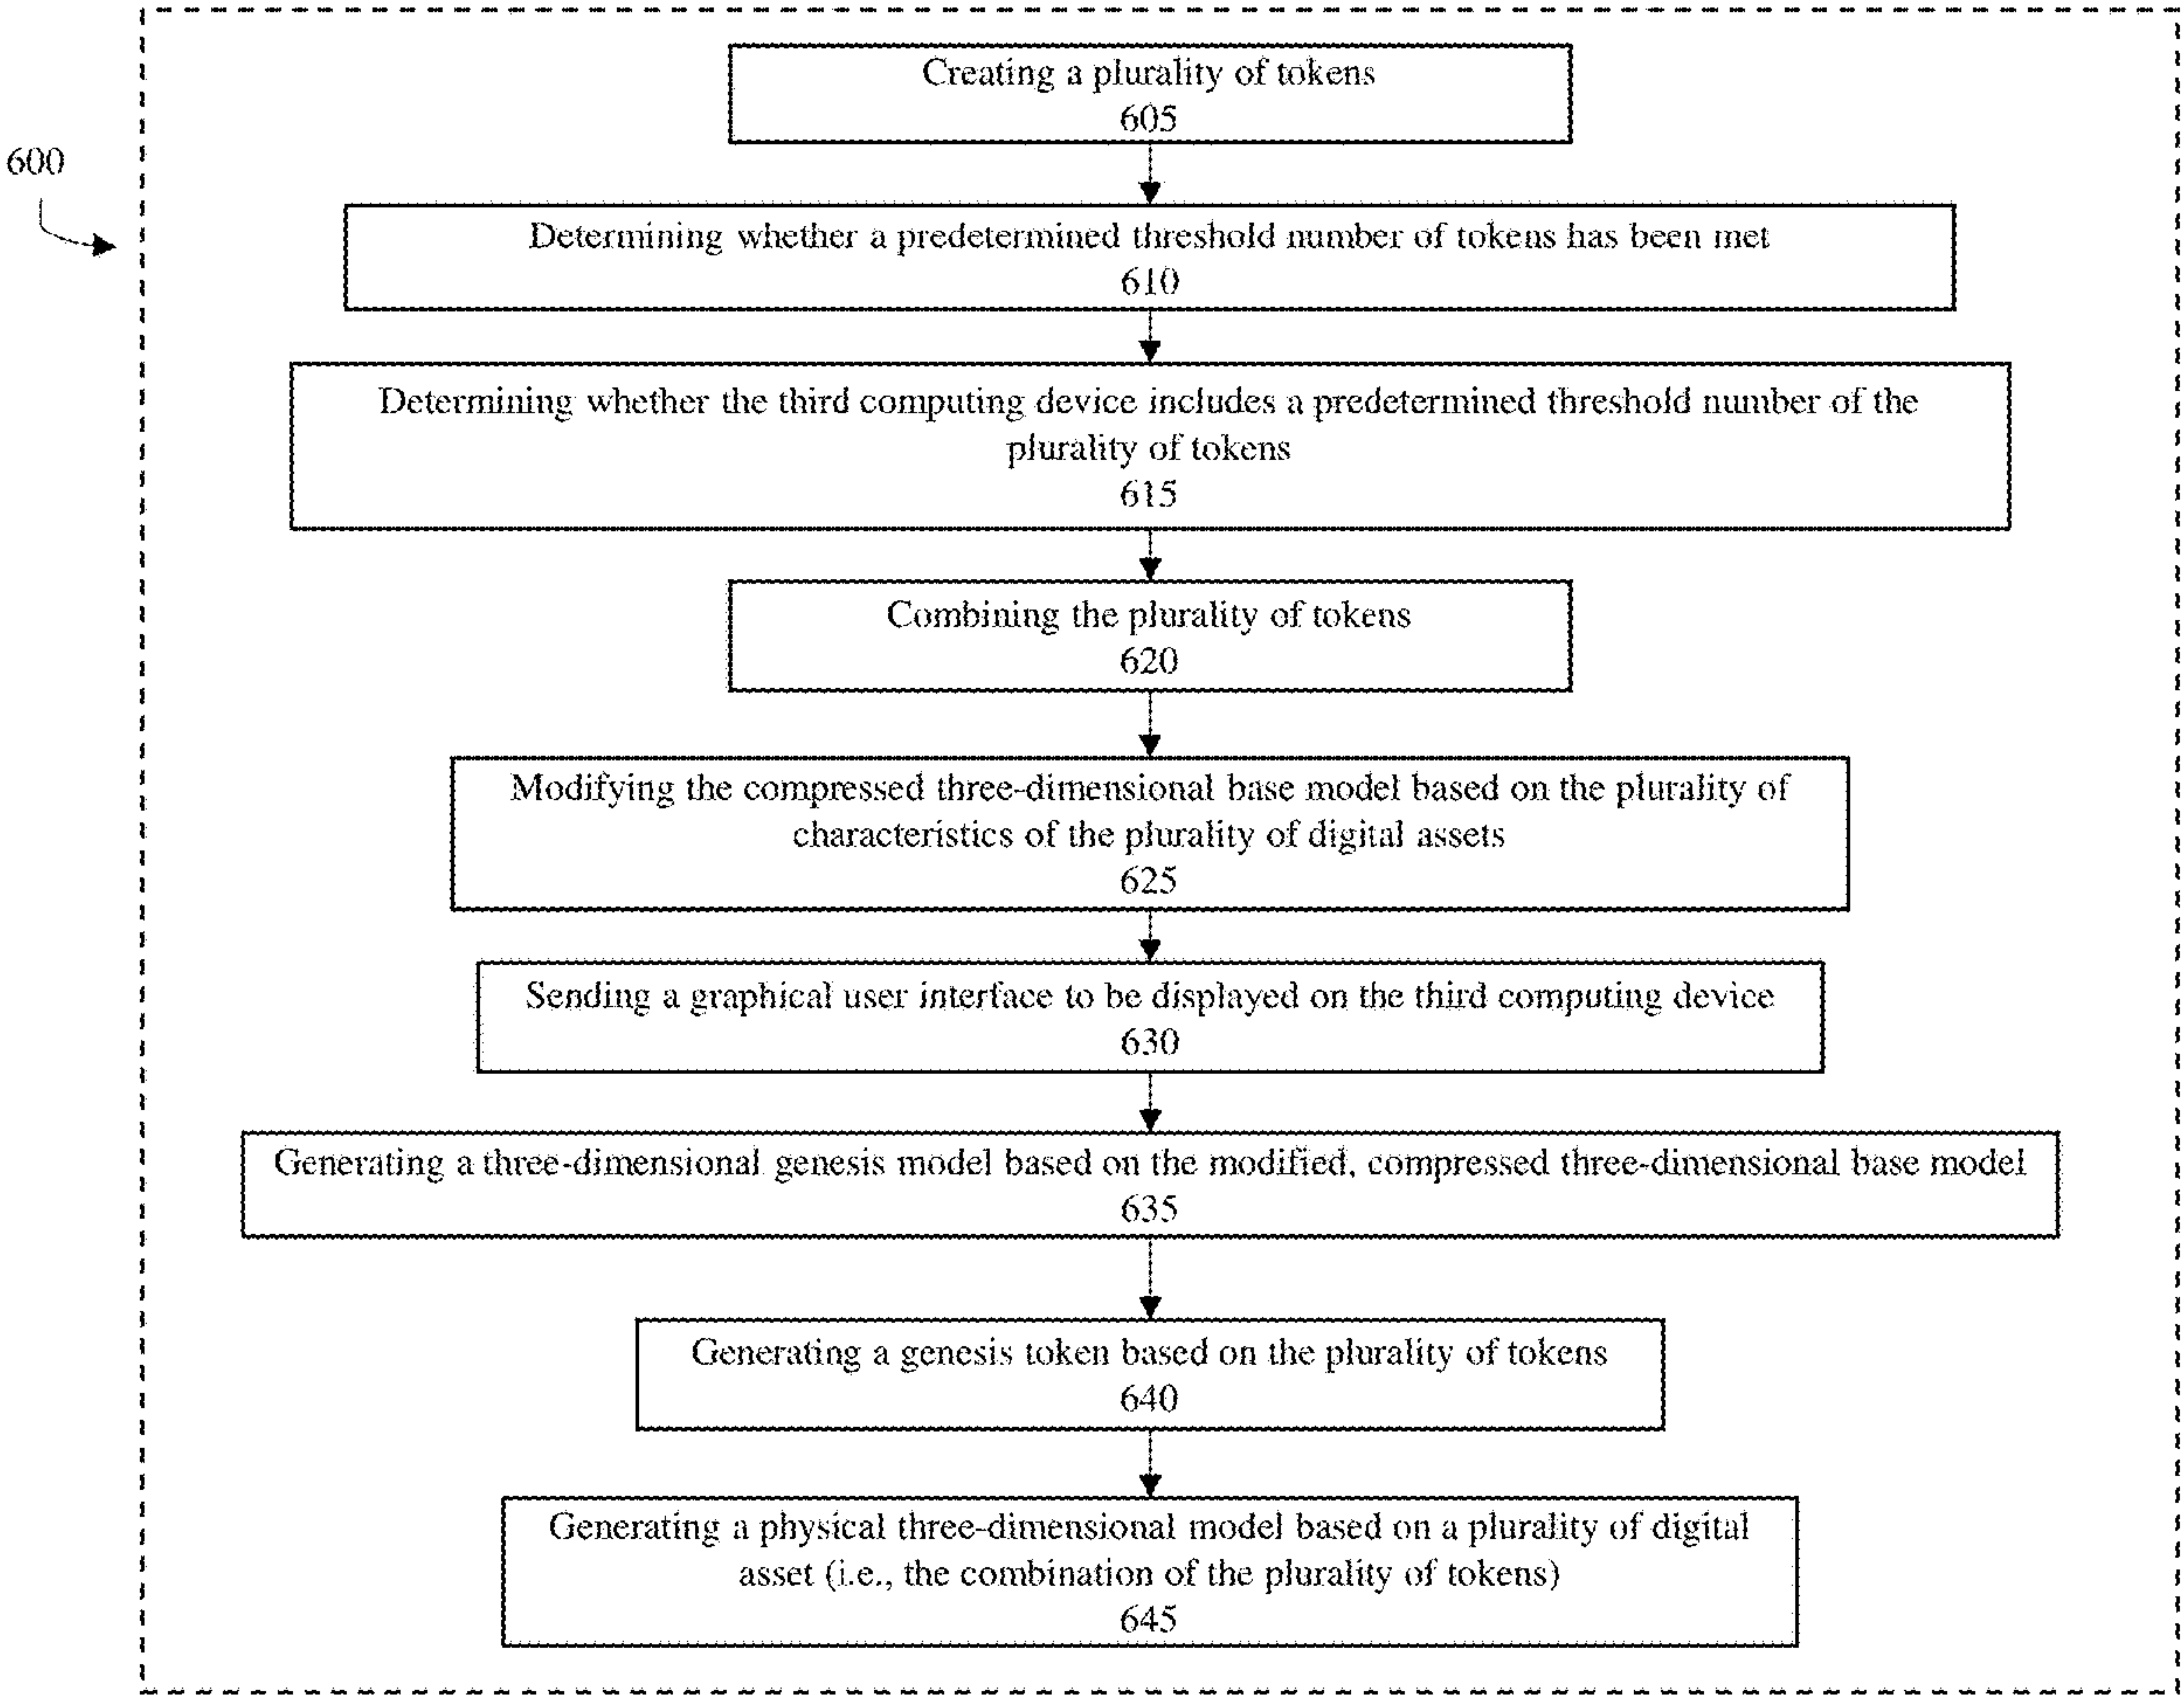 Creating a plurality of tokens
605
600
Determining whether a predetermined threshold number of tokens has been met
610
Determining whether the third computing device includes a predetermined threshold number of the
plurality of tokens
615
Combining the plurality of tokens
620
Modifying the compressed three-dimensional base model based on the plurality of
characteristics of the plurality of digital assets
625
Sending a graphical user interface to be displayed on the third computing device
630
Generating a three-dimensional genesis model based on the modified, compressed three-dimensional base model
635
Generating a genesis token based on the plurality of tokens
640
Generating a physical three-dimensional model based on a plurality of digital
asset (i.e., the combination of the plurality of tokens)
645